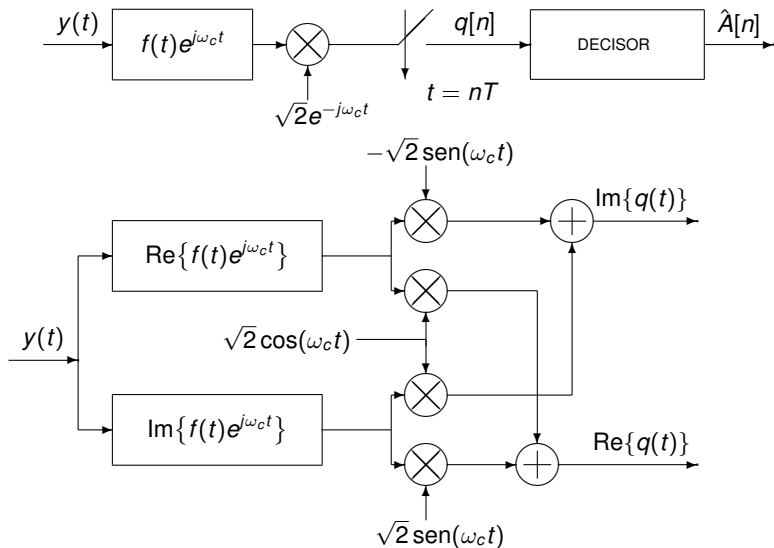 y(t)
f(t)e^{jω_c t}
q[n]
DECISOR
Â[n]
t = nT
√2e^{−jω_c t}
−√2 sen(ω_c t)
Im{q(t)}
Re{f(t)e^{jω_c t}}
y(t)
√2 cos(ω_c t)
Im{f(t)e^{jω_c t}}
Re{q(t)}
√2 sen(ω_c t)